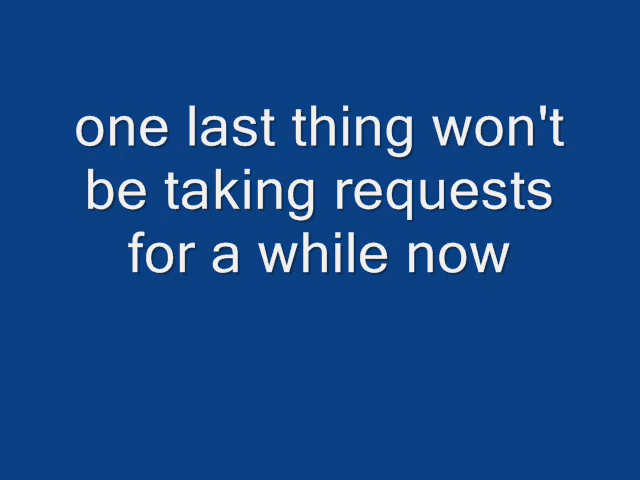 one last thing won't
be taking requests
for a while now